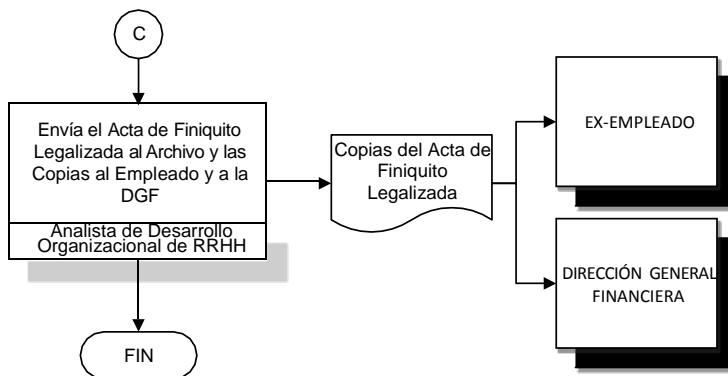 C
Envía el Acta de Finiquito
Legalizada al Archivo y las
Copias al Empleado y a la
DGF
Analista de Desarrollo
Organizacional de RRHH
FIN
Copias del Acta de
Finiquito
Legalizada
EX-EMPLEADO
DIRECCIÓN GENERAL
FINANCIERA